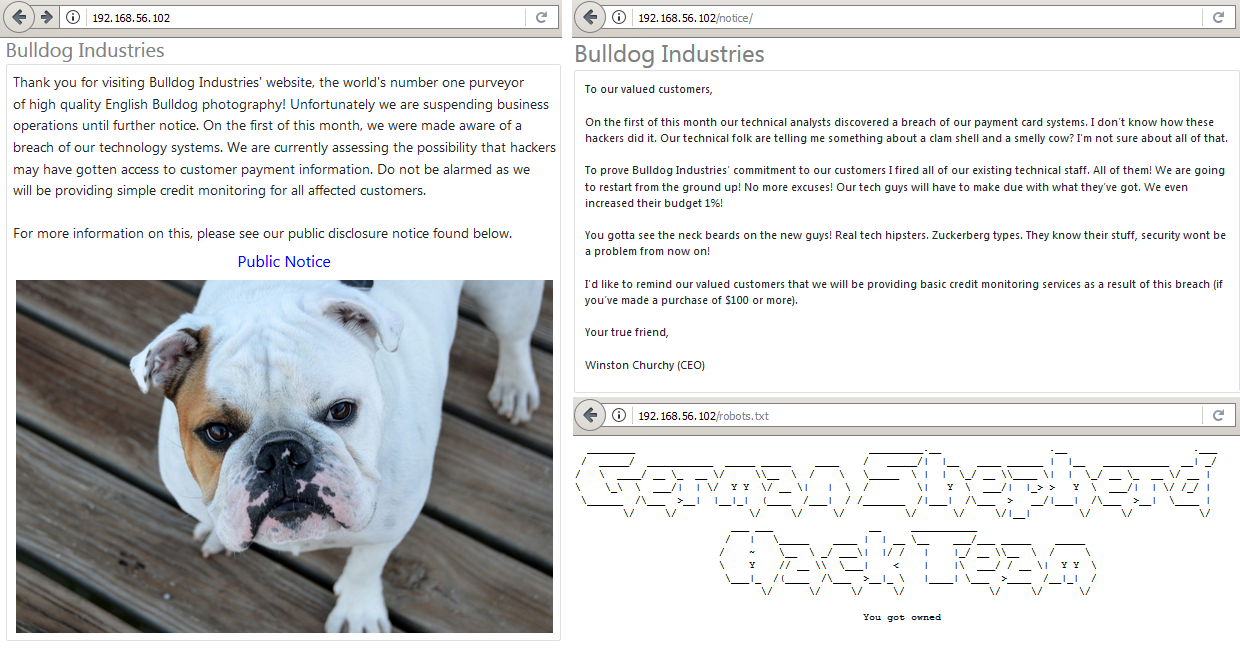 192.168.56.102
Bulldog Industries
Thank you for visiting Bulldog Industries' website, the world's number one purveyor
of high quality English Bulldog photography! Unfortunately we are suspending business
operations until further notice. On the first of this month, we were made aware of a
breach of our technology systems. We are currently assessing the possibility that hackers
may have gotten access to customer payment information. Do not be alarmed as we
will be providing simple credit monitoring for all affected customers.
For more information on this, please see our public disclosure notice found below.
Public Notice
192.168.56.102/notice/
Bulldog Industries
To our valued customers,
On the first of this month our technical analysts discovered a breach of our payment card systems. I don't know how these
hackers did it. Our technical folk are telling me something about a clam shell and a smelly cow? I'm not sure about all of that.
To prove Bulldog Industries' commitment to our customers I fired all of our existing technical staff. All of them! We are going
to restart from the ground up! No more excuses! Our tech guys will have to make due with what they've got. We even
increased their budget 1%!
You gotta see the neck beards on the new guys! Real tech hipsters. Zuckerberg types. They know their stuff, security wont be
a problem from now on!
I'd like to remind our valued customers that we will be providing basic credit monitoring services as a result of this breach (if
you've made a purchase of $100 or more).
Your true friend,
Winston Churchy (CEO)
192.168.56.102/robots.txt
German Shepherd
Hack Team
You got owned